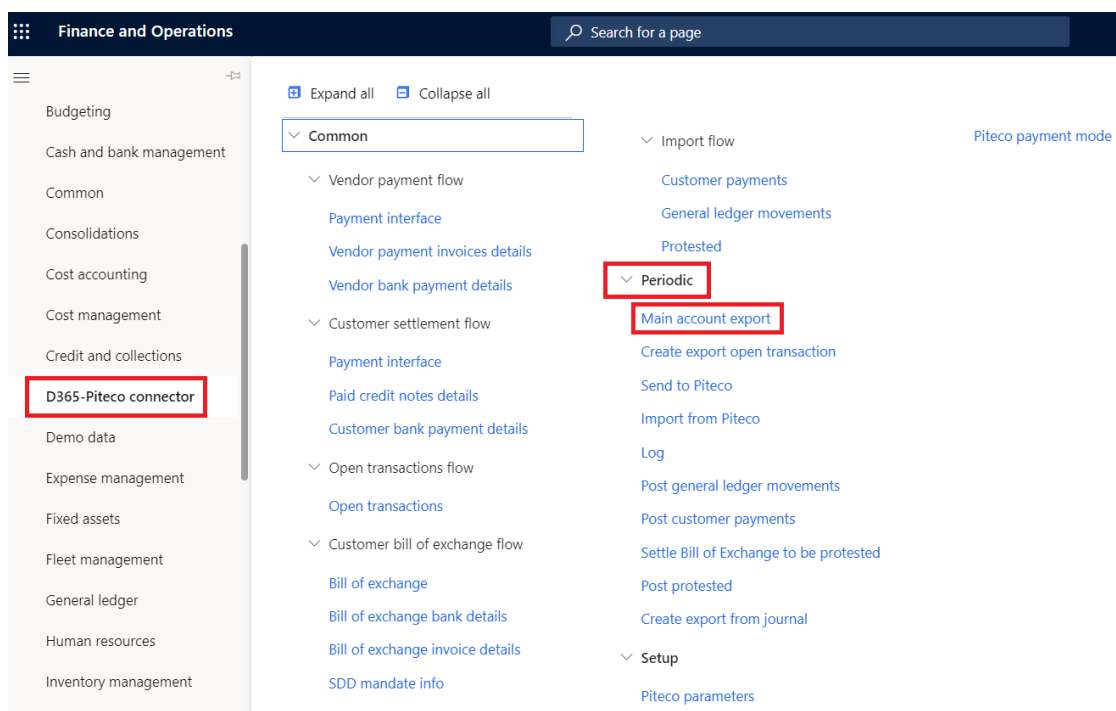 Finance and Operations
Search for a page
Budgeting
Cash and bank management
Common
Consolidations
Cost accounting
Cost management
Credit and collections
D365-Piteco connector
Demo data
Expense management
Fixed assets
Fleet management
General ledger
Human resources
Inventory management
Expand all
Collapse all
Common
Vendor payment flow
Payment interface
Vendor payment invoices details
Vendor bank payment details
Customer settlement flow
Payment interface
Paid credit notes details
Customer bank payment details
Open transactions flow
Open transactions
Customer bill of exchange flow
Bill of exchange
Bill of exchange bank details
Bill of exchange invoice details
SDD mandate info
Import flow
Customer payments
General ledger movements
Protested
Periodic
Main account export
Create export open transaction
Send to Piteco
Import from Piteco
Log
Post general ledger movements
Post customer payments
Settle Bill of Exchange to be protested
Post protested
Create export from journal
Setup
Piteco parameters
Piteco payment mode